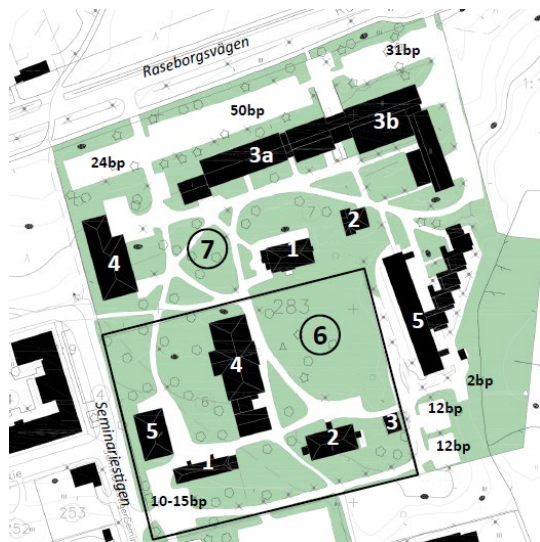 Raseborgsvägen
31bp
50bp
3b
24bp
3a
2
7
1
4
283
6
5
4
2bp
12bp
3
5
2
12bp
1
10-15bp
Seminariestigen
253
252